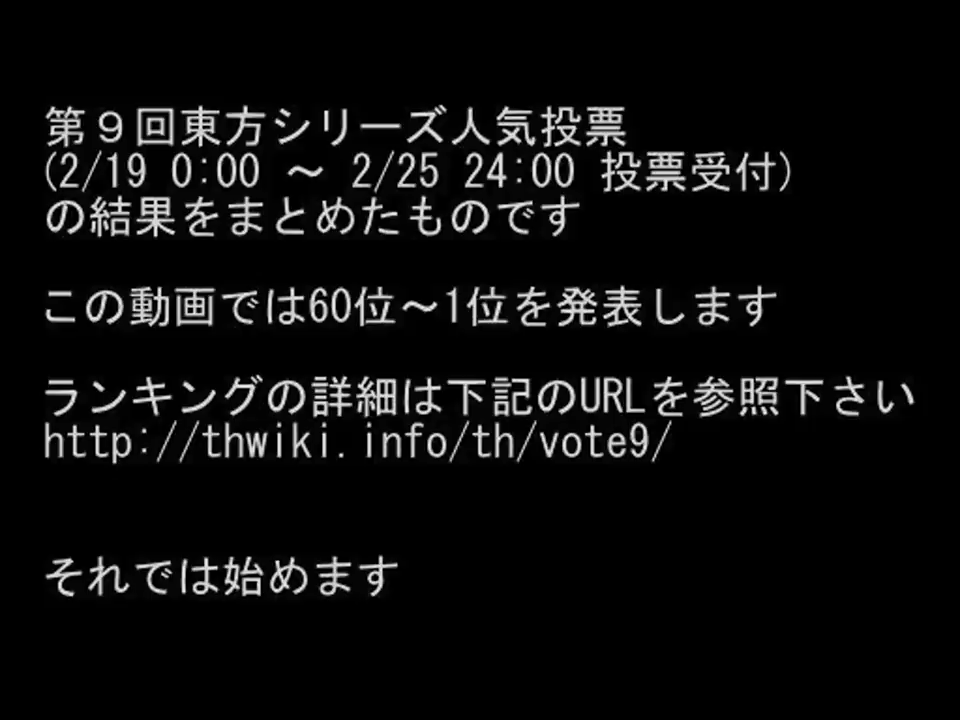 第９回東方シリーズ人気投票
(2/19 0:00 ～ 2/25 24:00 投票受付)
の結果をまとめたものです
この動画では60位～1位を発表します
ランキングの詳細は下記のURLを参照下さい
http://thwiki.info/th/vote9/
それでは始めます